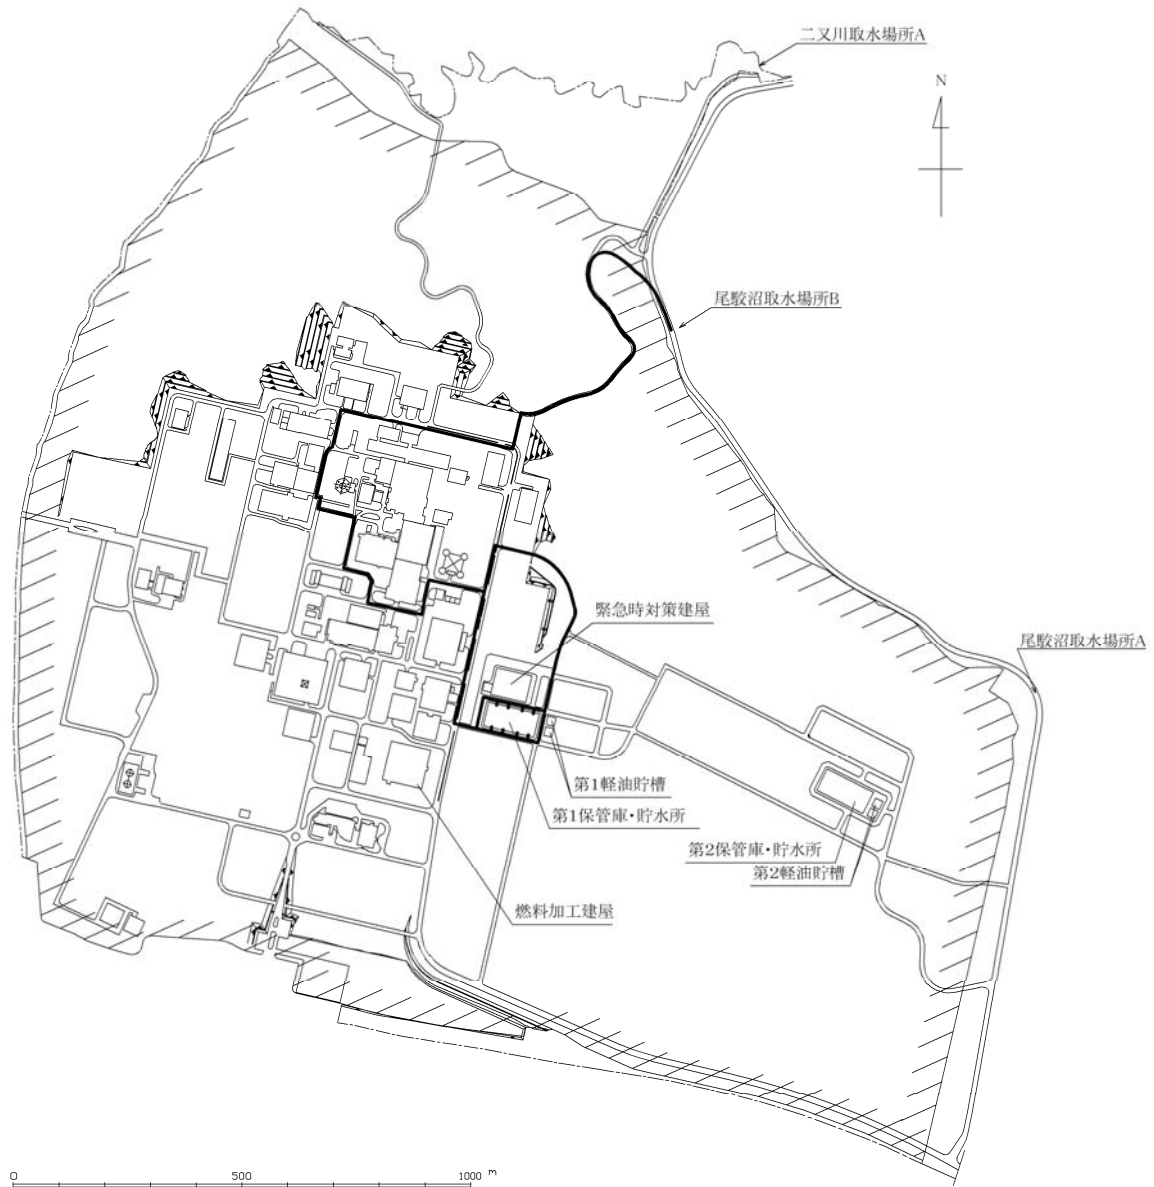 二又川取水場所A
N
尾駮沼取水場所B
緊急時対策建屋
尾駮沼取水場所A
第1軽油貯槽
第1保管庫・貯水所
第2保管庫・貯水所
第2軽油貯槽
燃料加工建屋
0 500 1000 m